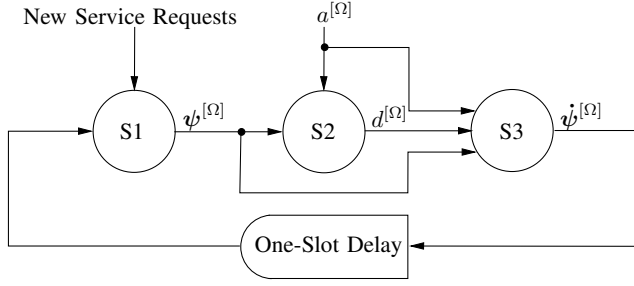 New Service Requests
a^[Ω]
S1
ψ^[Ω]
S2
d^[Ω]
S3
ψ̇^[Ω]
One-Slot Delay